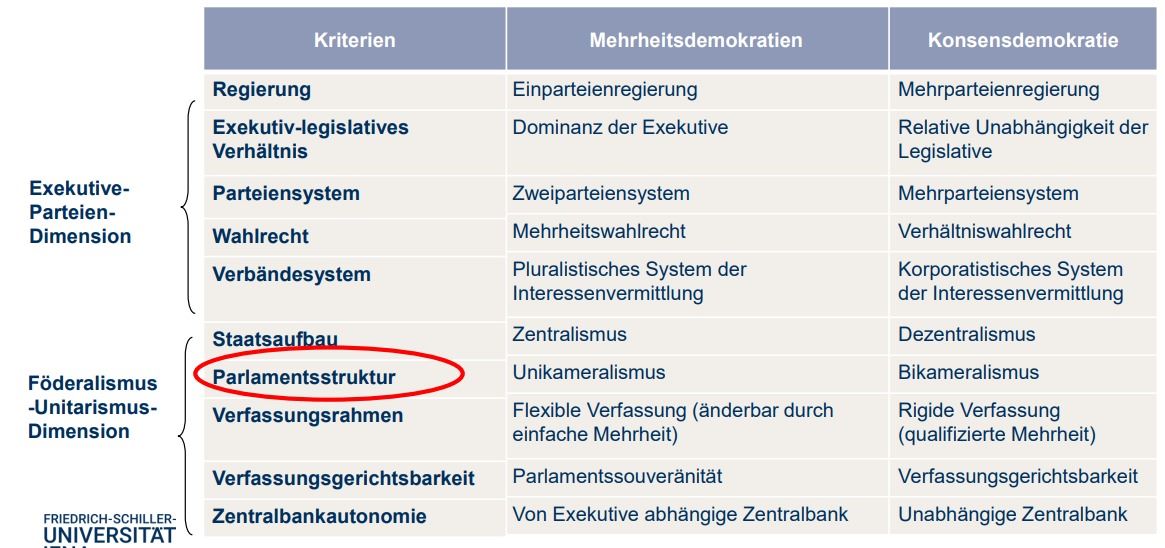 Kriterien Mehrheitsdemokratien Konsensdemokratie
Regierung Einparteienregierung Mehrparteienregierung
Exekutiv-legislatives Dominanz der Exekutive Relative Unabhängigkeit der
Verhältnis Legislative
Exekutive-
Parteien-
Dimension
Parteiensystem Zweiparteiensystem Mehrparteiensystem
Wahlrecht Mehrheitswahlrecht Verhältniswahlrecht
Verbändesystem Pluralistisches System der Korporatistisches System
Interessenvermittlung der Interessenvermittlung
Staatsaufbau Zentralismus Dezentralismus
Föderalismus
-Unitarismus-
Dimension
Parlamentsstruktur Unikameralismus Bikameralismus
Verfassungsrahmen Flexible Verfassung (änderbar durch Rigide Verfassung
einfache Mehrheit) (qualifizierte Mehrheit)
Verfassungsgerichtsbarkeit Parlamentssouveränität Verfassungsgerichtsbarkeit
Zentralbankautonomie Von Exekutive abhängige Zentralbank Unabhängige Zentralbank
FRIEDRICH-SCHILLER-
UNIVERSITÄT